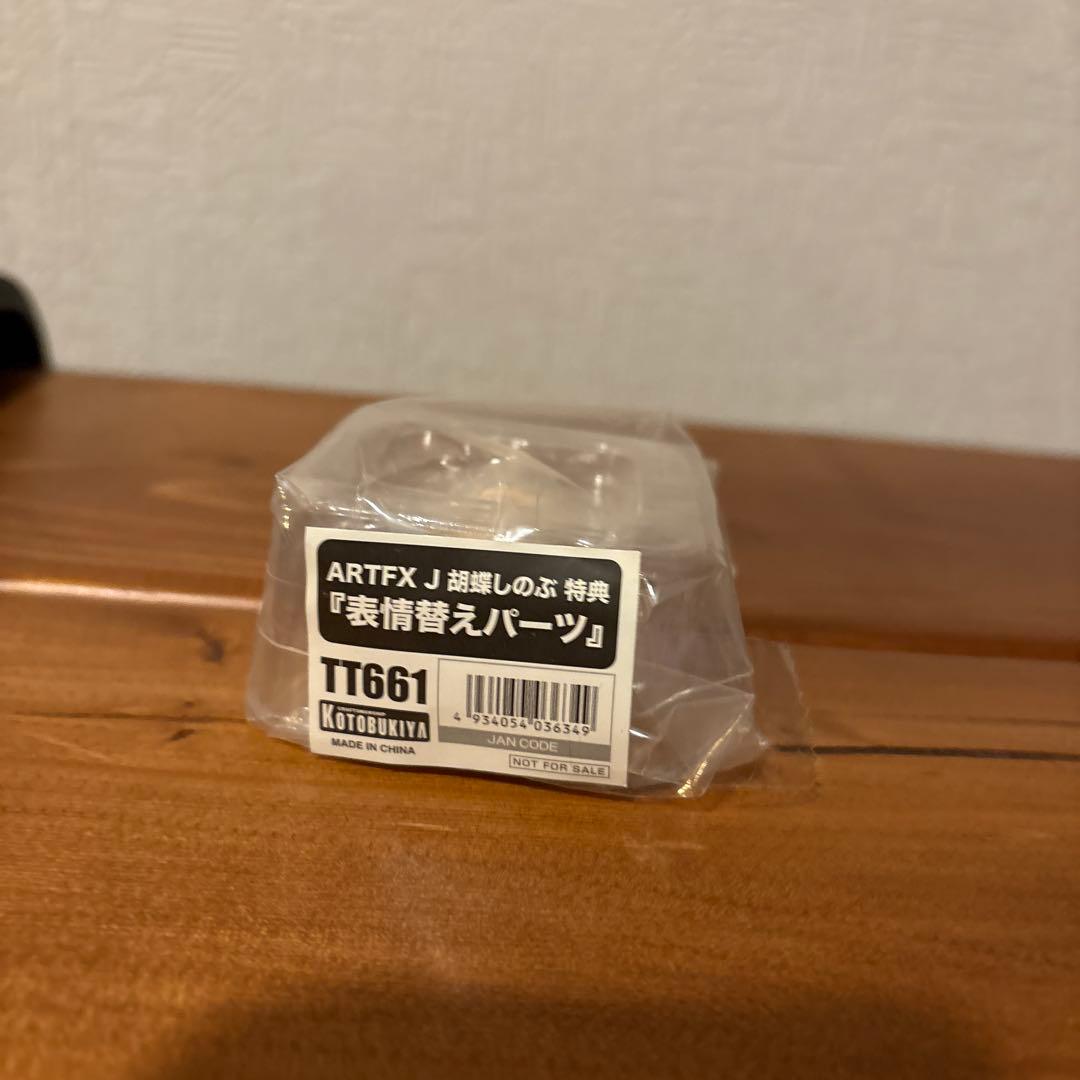 ARTFX J 胡蝶しのぶ 特典
『表情替えパーツ』
TT661
CRAFTSMANSHIP
KOTOBUKIYA
MADE IN CHINA
4 934054 036349
JAN CODE
NOT FOR SALE